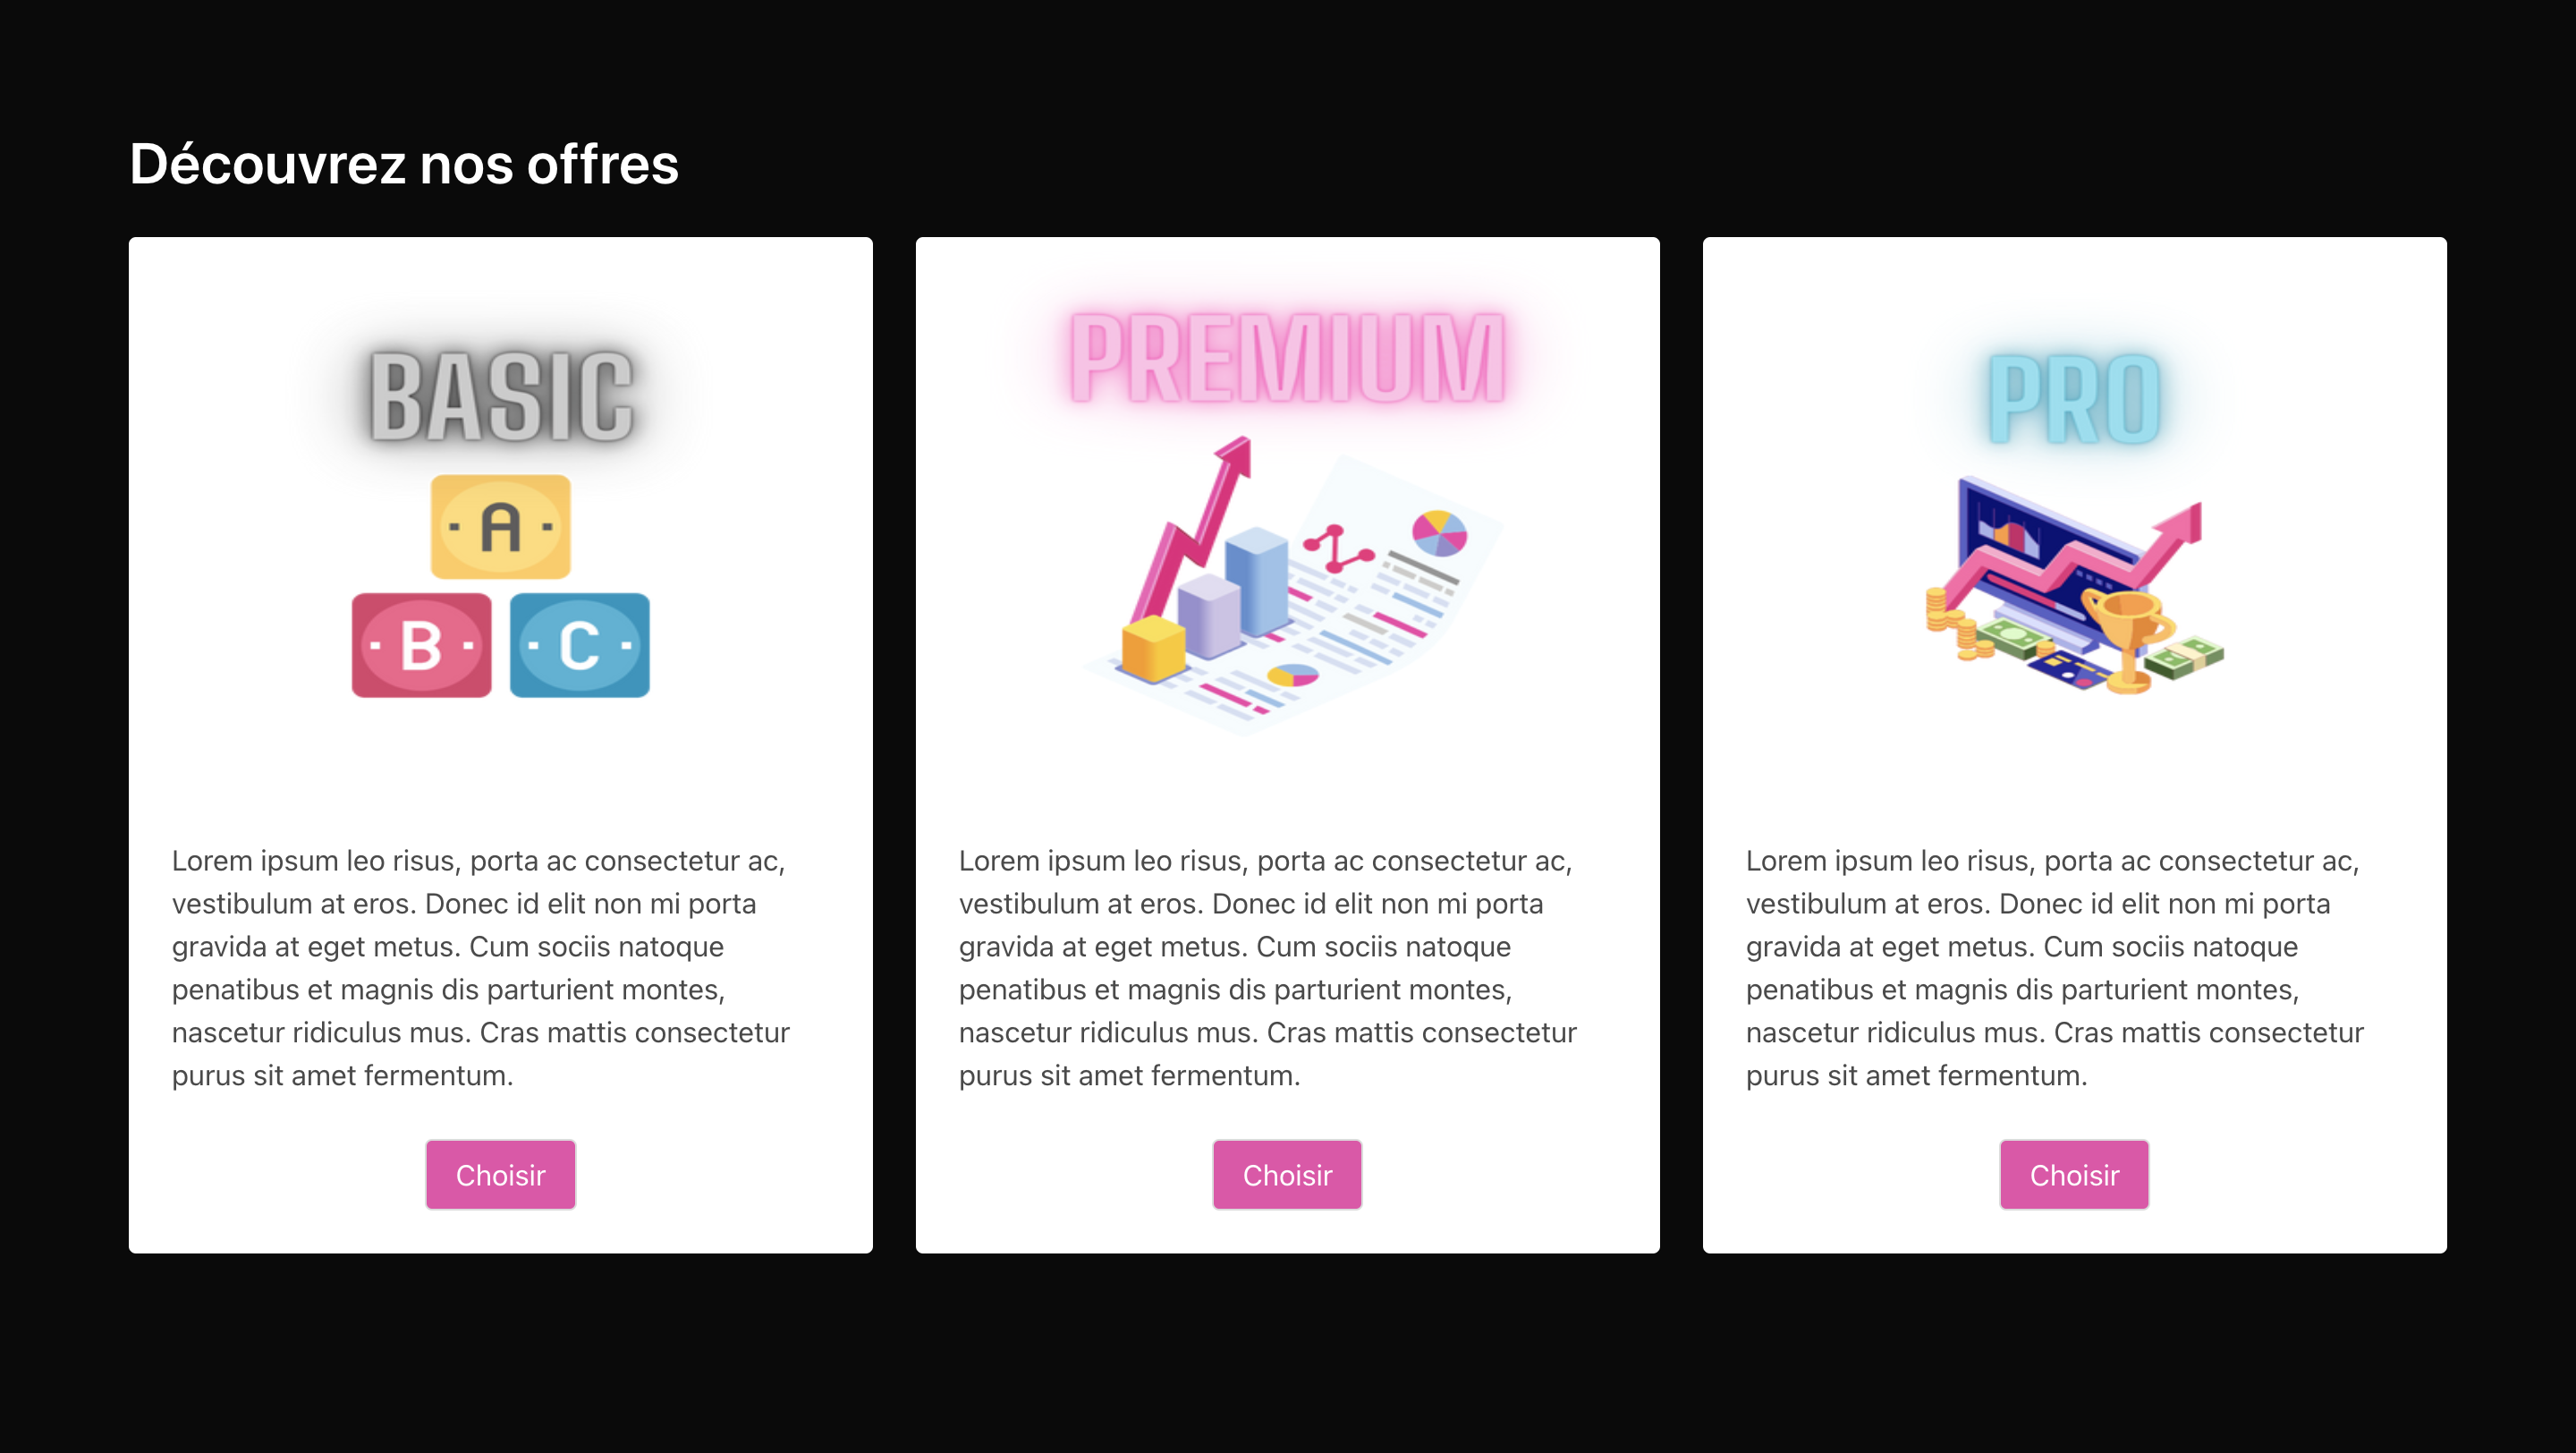 Découvrez nos offres
BASIC
A
B C
Lorem ipsum leo risus, porta ac consectetur ac,
vestibulum at eros. Donec id elit non mi porta
gravida at eget metus. Cum sociis natoque
penatibus et magnis dis parturient montes,
nascetur ridiculus mus. Cras mattis consectetur
purus sit amet fermentum.
Choisir
PREMIUM
Lorem ipsum leo risus, porta ac consectetur ac,
vestibulum at eros. Donec id elit non mi porta
gravida at eget metus. Cum sociis natoque
penatibus et magnis dis parturient montes,
nascetur ridiculus mus. Cras mattis consectetur
purus sit amet fermentum.
Choisir
PRO
Lorem ipsum leo risus, porta ac consectetur ac,
vestibulum at eros. Donec id elit non mi porta
gravida at eget metus. Cum sociis natoque
penatibus et magnis dis parturient montes,
nascetur ridiculus mus. Cras mattis consectetur
purus sit amet fermentum.
Choisir